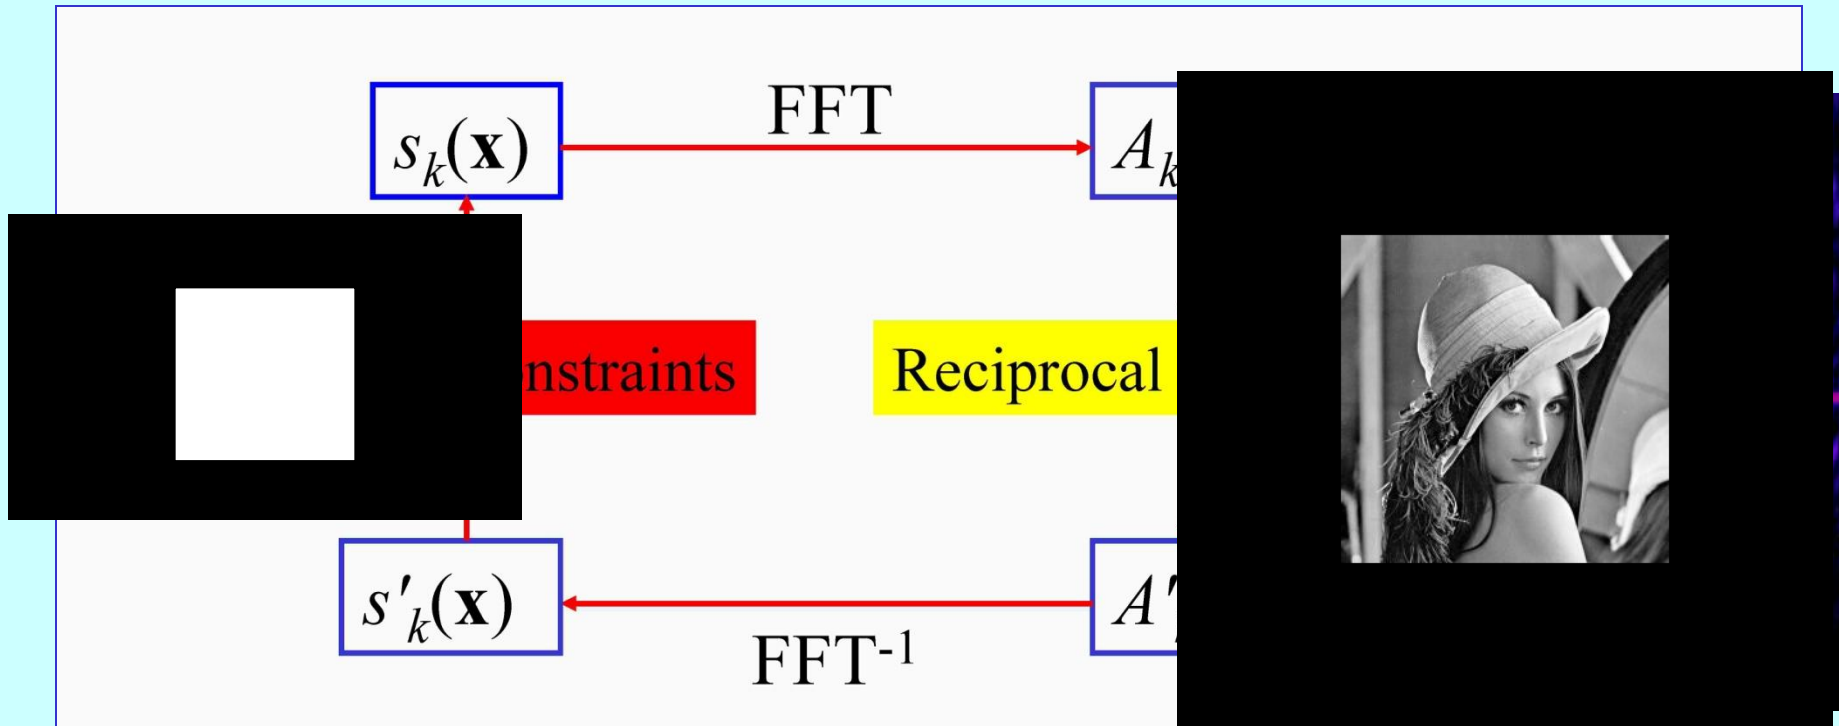 FFT
s_k(x)
A_k
nstraints
Reciprocal
s'_k(x)
A'
FFT^-1